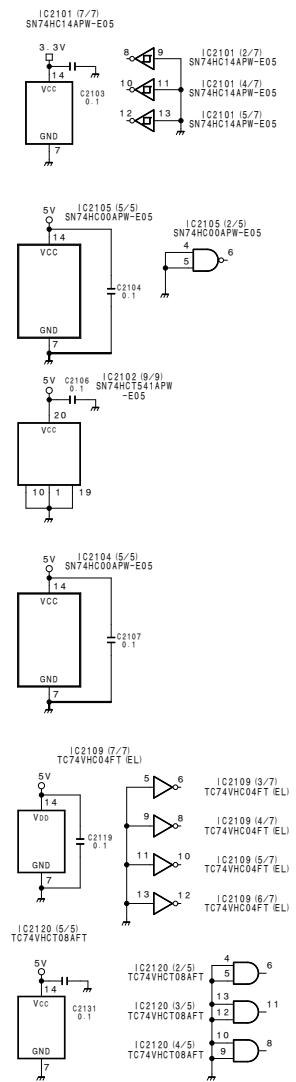 IC2101 (7/7)
SN74HC14APW-E05
3.3V
14
VCC
C2103
0.1
GND
7
8 9
IC2101 (2/7)
SN74HC14APW-E05
10 11
IC2101 (4/7)
SN74HC14APW-E05
12 13
IC2101 (5/7)
SN74HC14APW-E05
IC2105 (5/5)
SN74HC00APW-E05
5V
14
VCC
C2104
0.1
GND
7
IC2105 (2/5)
SN74HC00APW-E05
4
5
6
5V
C2106
0.1
IC2102 (9/9)
SN74HCT541APW
-E05
20
VCC
10 1 19
IC2104 (5/5)
SN74HC00APW-E05
5V
14
VCC
C2107
0.1
GND
7
IC2109 (7/7)
TC74VHC04FT (EL)
5V
14
VDD
C2119
0.1
GND
7
5 6
IC2109 (3/7)
TC74VHC04FT (EL)
9 8
IC2109 (4/7)
TC74VHC04FT (EL)
11 10
IC2109 (5/7)
TC74VHC04FT (EL)
13 12
IC2109 (6/7)
TC74VHC04FT (EL)
IC2120 (5/5)
TC74VHCT08AFT
5V
14
VCC
C2131
0.1
GND
7
IC2120 (2/5)
TC74VHCT08AFT
4
5
6
IC2120 (3/5)
TC74VHCT08AFT
13
12
11
IC2120 (4/5)
TC74VHCT08AFT
10
9
8